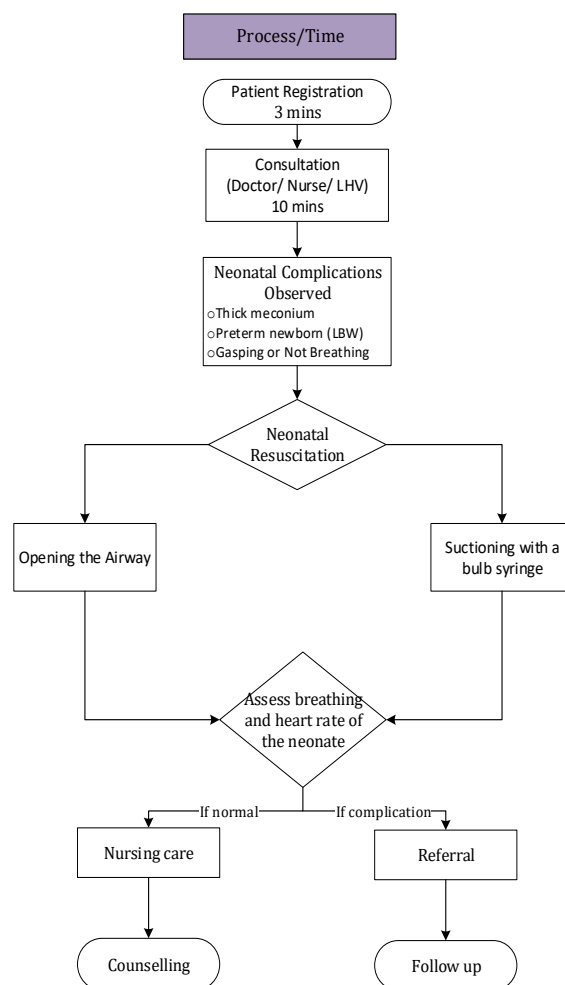 Process/Time
Patient Registration
3 mins
Consultation
(Doctor/ Nurse/ LHV)
10 mins
Neonatal Complications
Observed
○Thick meconium
○Preterm newborn (LBW)
○Gasping or Not Breathing
Neonatal
Resuscitation
Opening the Airway
Suctioning with a
bulb syringe
Assess breathing
and heart rate of
the neonate
If normal
If complication
Nursing care
Referral
Counselling
Follow up